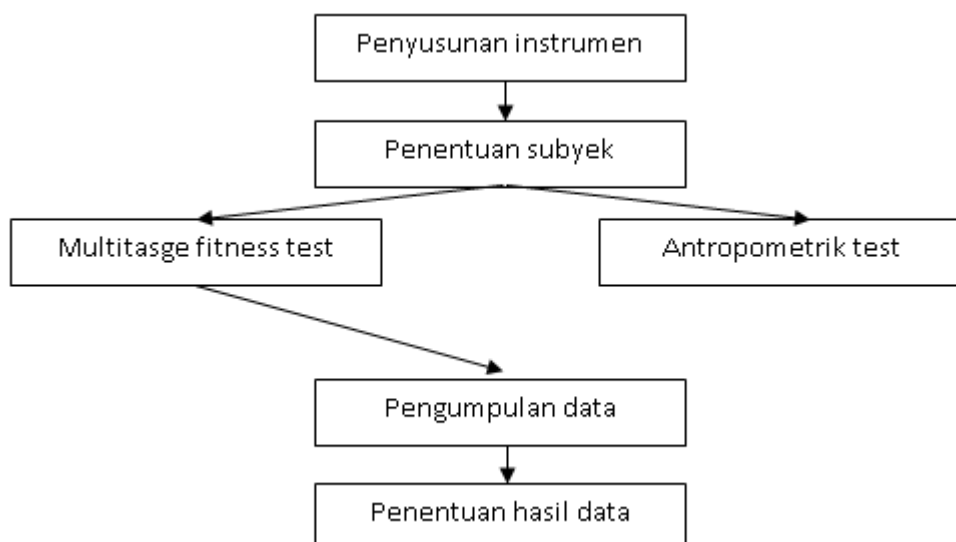 Penyusunan instrumen
Penentuan subyek
Multitasge fitness test
Antropometrik test
Pengumpulan data
Penentuan hasil data